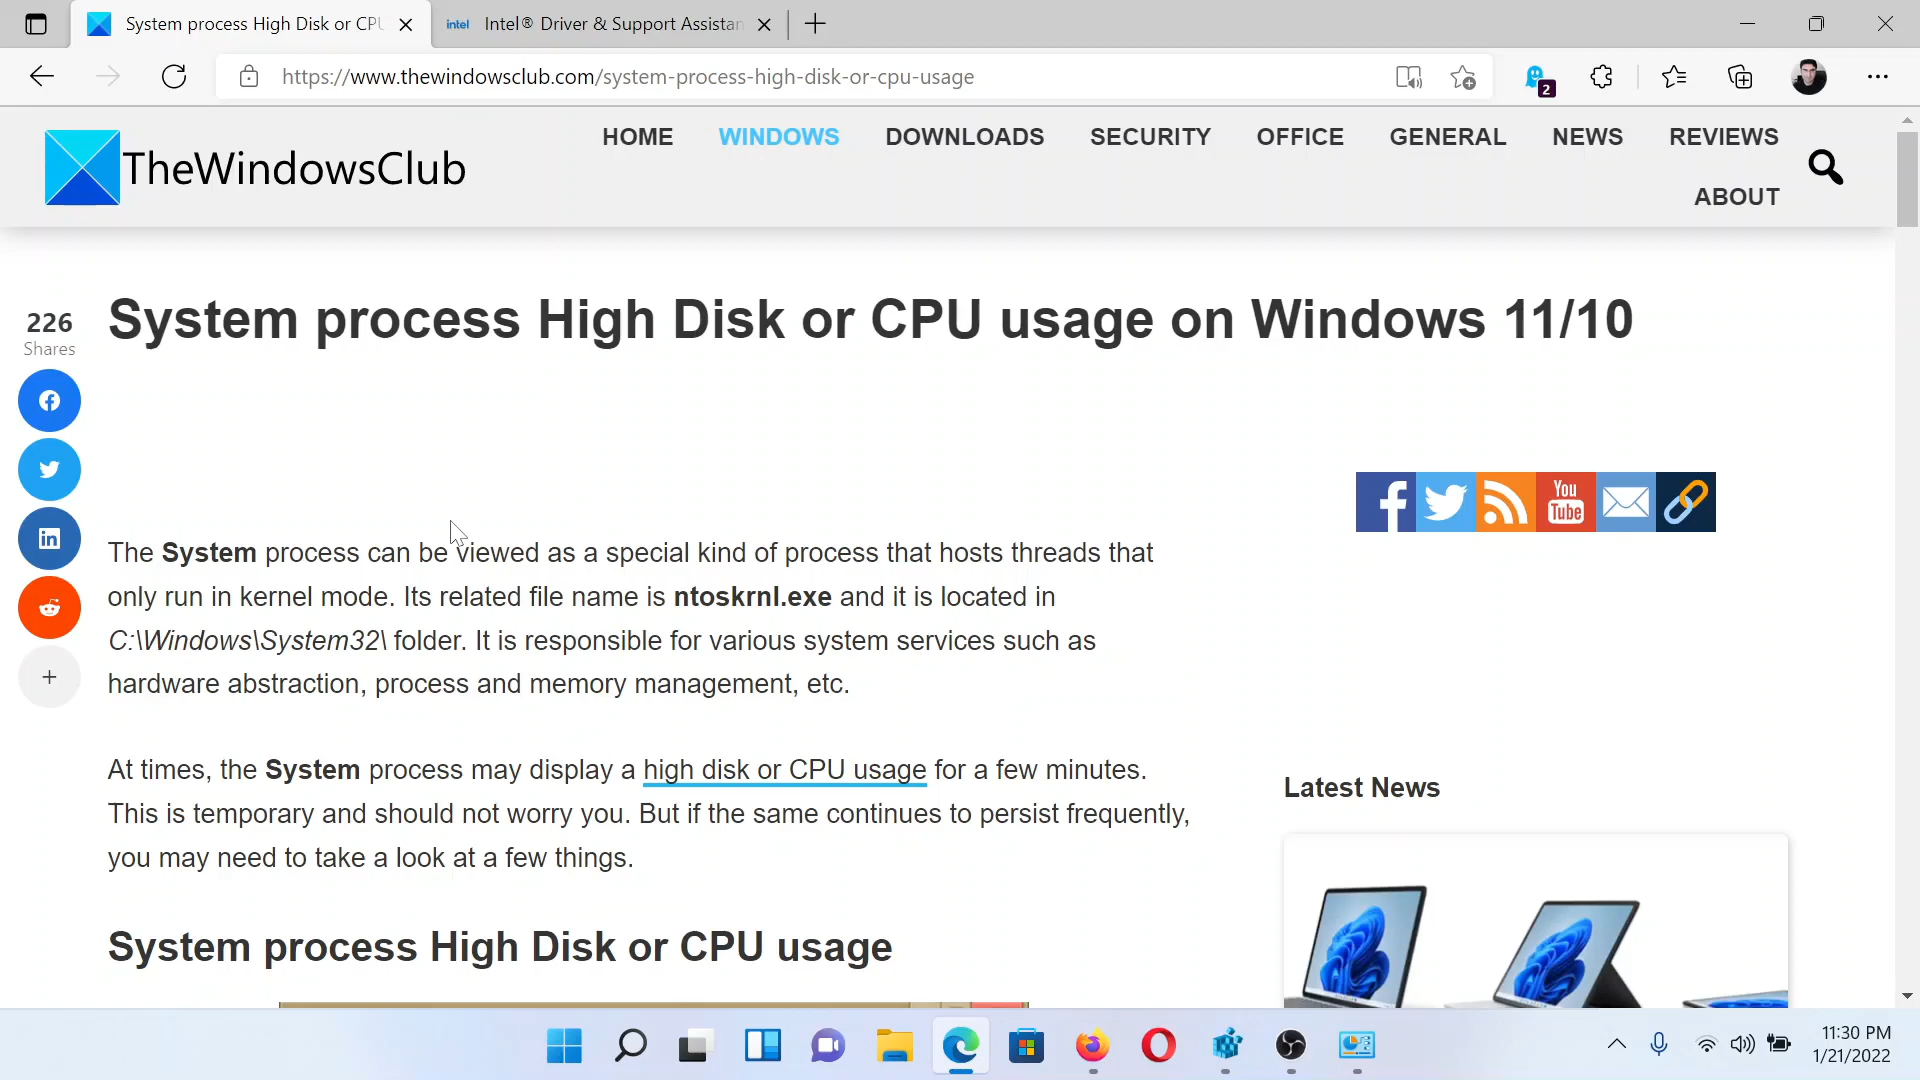 System process High Disk or CPU
intel Intel® Driver & Support Assistan
https://www.thewindowsclub.com/system-process-high-disk-or-cpu-usage
2
TheWindowsClub
HOME WINDOWS DOWNLOADS SECURITY OFFICE GENERAL NEWS REVIEWS
ABOUT
System process High Disk or CPU usage on Windows 11/10
226
Shares
You
Tube
The System process can be viewed as a special kind of process that hosts threads that
only run in kernel mode. Its related file name is ntoskrnl.exe and it is located in
C:\Windows\System32\ folder. It is responsible for various system services such as
hardware abstraction, process and memory management, etc.
At times, the System process may display a high disk or CPU usage for a few minutes.
This is temporary and should not worry you. But if the same continues to persist frequently,
you may need to take a look at a few things.
Latest News
System process High Disk or CPU usage
11:30 PM
1/21/2022